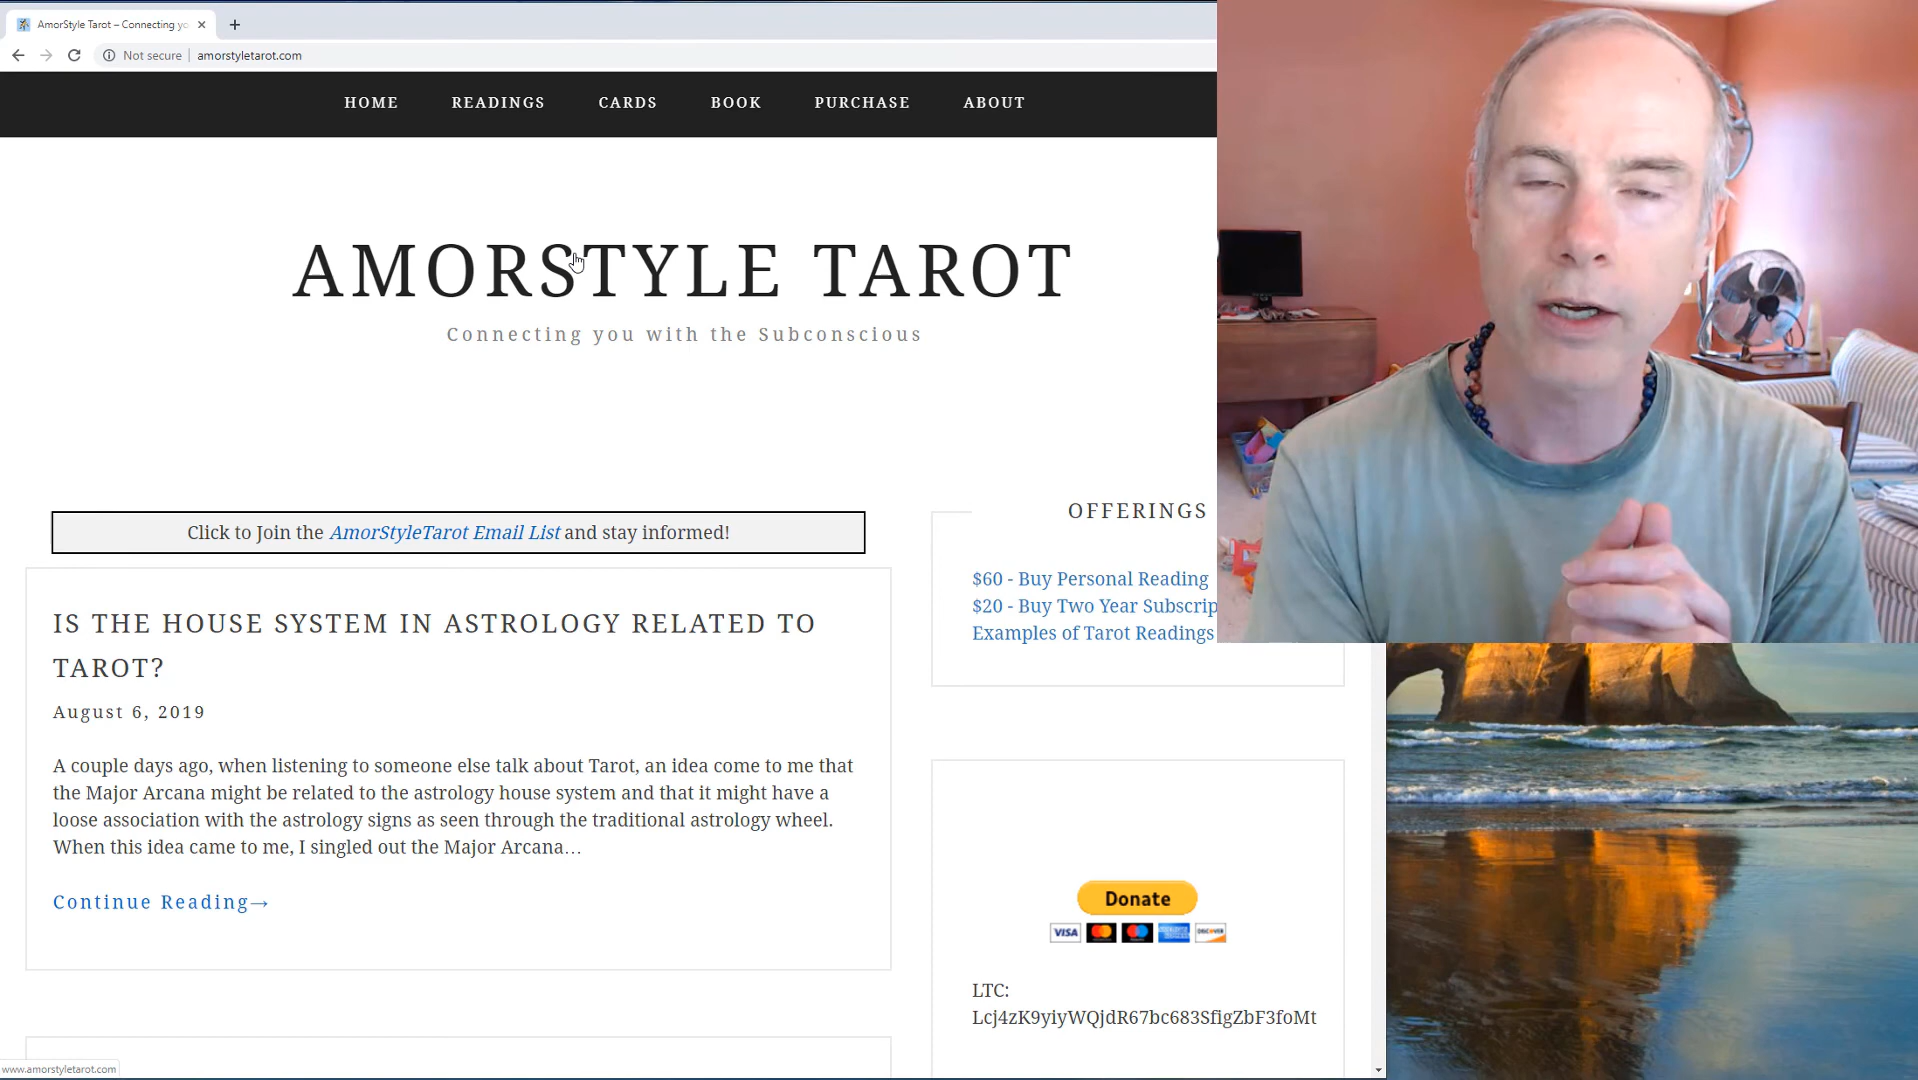 AmorStyle Tarot – Connecting yo
Not secure
amorstyletarot.com
HOME
READINGS
CARDS
BOOK
PURCHASE
ABOUT
AMORSTYLE TAROT
Connecting you with the Subconscious
Click to Join the AmorStyleTarot Email List and stay informed!
IS THE HOUSE SYSTEM IN ASTROLOGY RELATED TO
TAROT?
August 6, 2019
A couple days ago, when listening to someone else talk about Tarot, an idea come to me that
the Major Arcana might be related to the astrology house system and that it might have a
loose association with the astrology signs as seen through the traditional astrology wheel.
When this idea came to me, I singled out the Major Arcana…
Continue Reading→
OFFERINGS
$60 - Buy Personal Reading
$20 - Buy Two Year Subscrip
Examples of Tarot Readings
Donate
VISA
DISCOVER
LTC:
Lcj4zK9yiyWQjdR67bc683SfigZbF3foMt
www.amorstyletarot.com